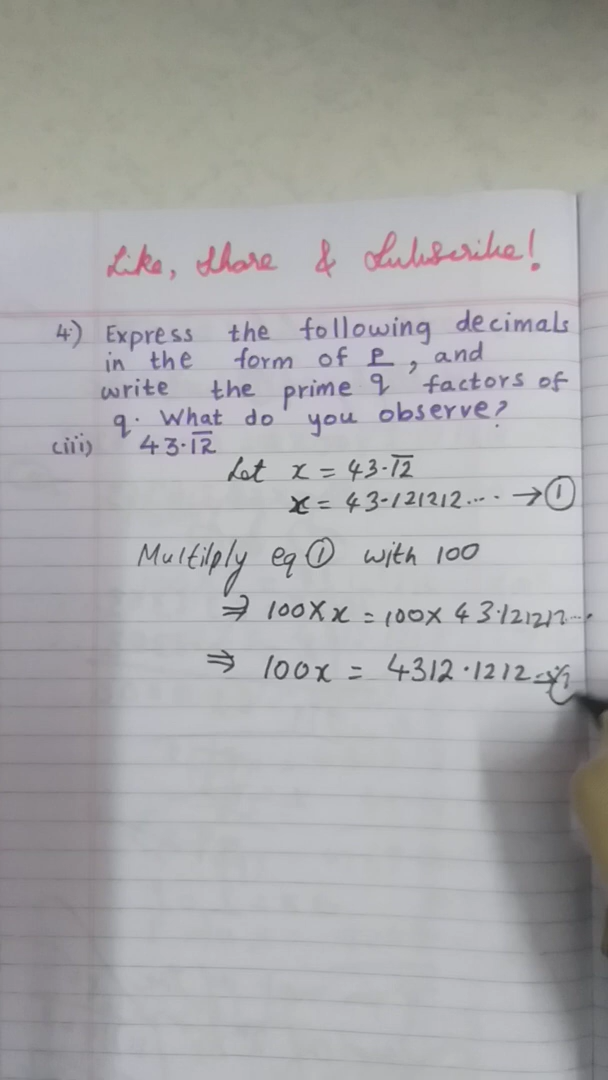 Like, Share & Subscribe!
4) Express the following decimals
in the form of p/q, and
write the prime factors of
q. What do you observe?
(iii) 43.1̅2̅
Let x = 43.1̅2̅
x = 43.121212.... → ①
Multilply eq ① with 100
⇒ 100 X x = 100 X 43.121212....
⇒ 100x = 4312.1212